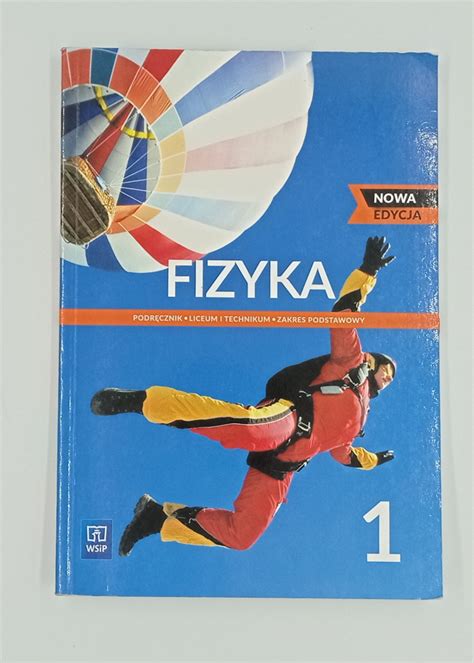 NOWA
EDYCJA
FIZYKA
PODRĘCZNIK • LICEUM I TECHNIKUM • ZAKRES PODSTAWOWY
1
WSiP